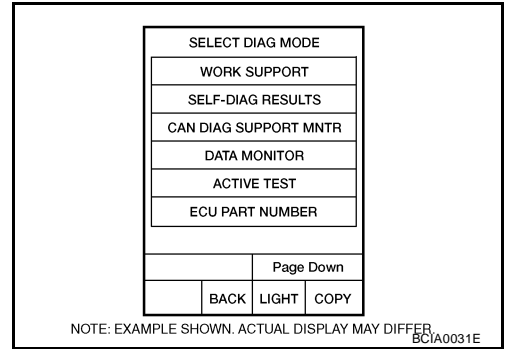 SELECT DIAG MODE
WORK SUPPORT
SELF-DIAG RESULTS
CAN DIAG SUPPORT MNTR
DATA MONITOR
ACTIVE TEST
ECU PART NUMBER
Page Down
BACK LIGHT COPY
NOTE: EXAMPLE SHOWN. ACTUAL DISPLAY MAY DIFFER.
BCIA0031E